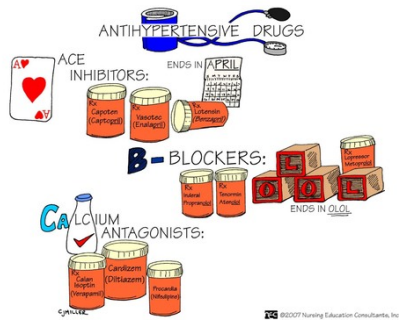 ANTIHYPERTENSIVE DRUGS
A
A
ACE
INHIBITORS:
ENDS IN APRIL
Rx
Capoten
(Captopril)
Rx
Vasotec
(Enalapril)
Rx
Lotensin
(Benazepril)
B-BLOCKERS:
Rx
Inderal
Propranolol
Rx
Tenormin
Atenolol
Rx
Lopressor
Metoprolol
L
O
O
L
ENDS IN OLOL
CALCIUM
ANTAGONISTS:
Rx
Calan
Isoptin
(Verapamil)
Cardizem
(Diltiazem)
Procardia
(Nifedipine)
CJMILLER
NEC ©2007 Nursing Education Consultants, Inc